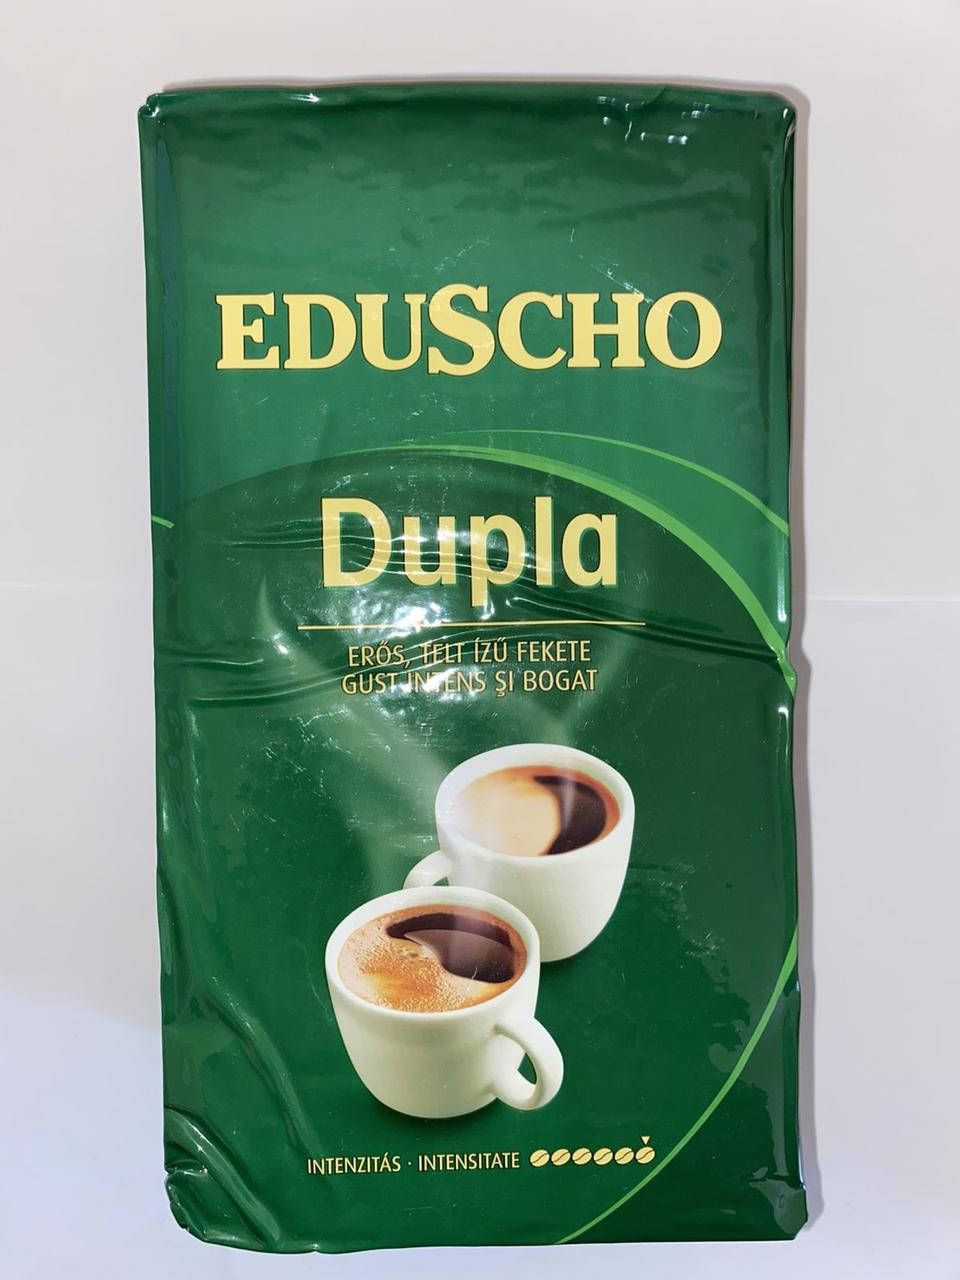 EDUSCHO
Dupla
ERŐS, TELT ÍZŰ FEKETE
GUST INTENS ŞI BOGAT
INTENZITÁS · INTENSITATE